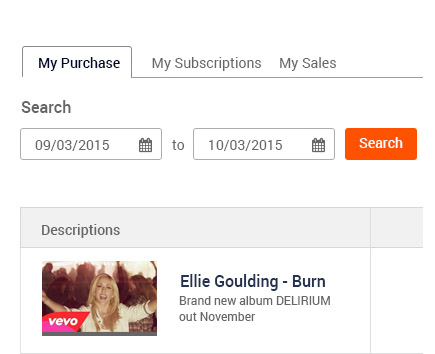 My Purchase My Subscriptions My Sales
Search
09/03/2015 to 10/03/2015 Search
Descriptions
Ellie Goulding - Burn
Brand new album DELIRIUM
out November
vevo